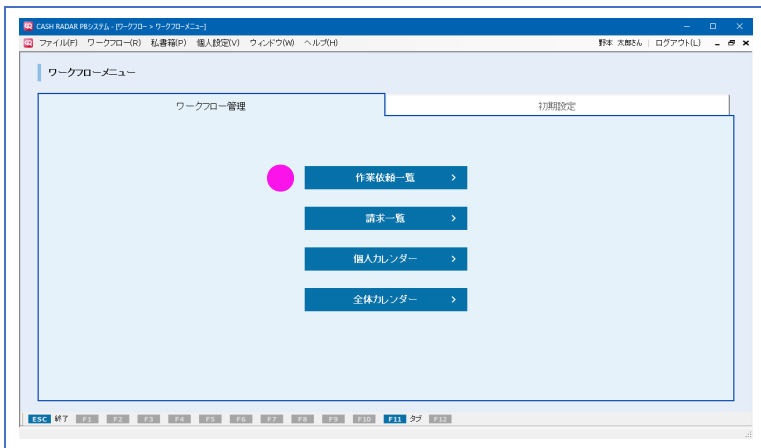 CASH RADAR PBシステム - [ワークフロー > ワークフローメニュー]
ファイル(F) ワークフロー(R) 私書箱(P) 個人設定(V) ウィンドウ(W) ヘルプ(H) 野本 太郎さん ログアウト(L)
ワークフローメニュー
ワークフロー管理 初期設定
作業依頼一覧
請求一覧
個人カレンダー
全体カレンダー
ESC 終了 F1 F2 F3 F4 F5 F6 F7 F8 F9 F10 F11 タブ F12